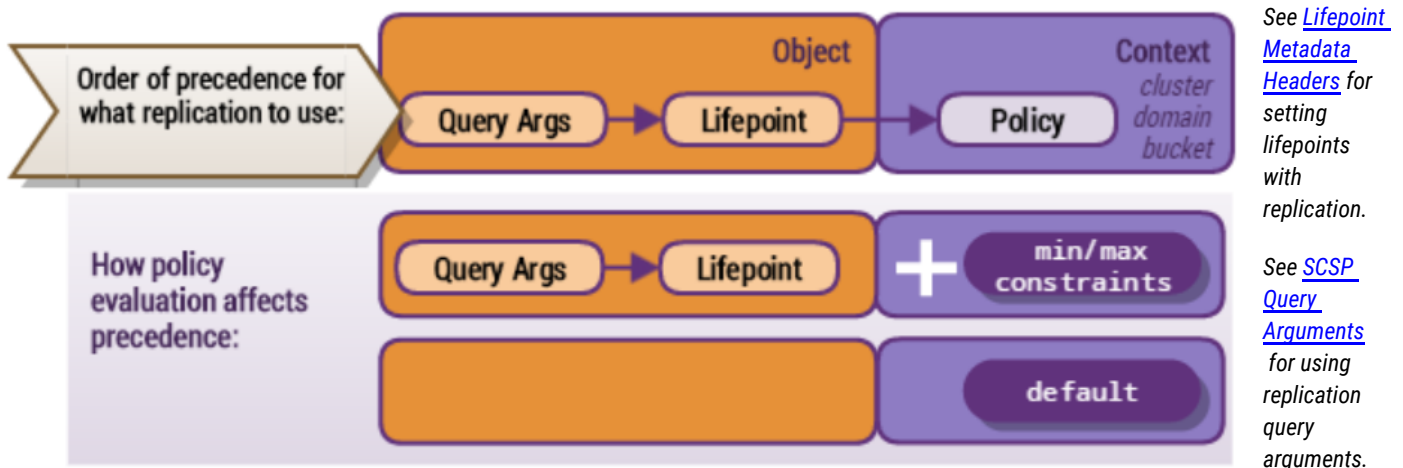 Order of precedence for
what replication to use:
Object
Query Args
Lifepoint
Context
cluster
domain
bucket
Policy
How policy
evaluation affects
precedence:
Query Args
Lifepoint
+
min/max
constraints
default
See Lifepoint
Metadata
Headers for
setting
lifepoints
with
replication.
See SCSP
Query
Arguments
for using
replication
query
arguments.